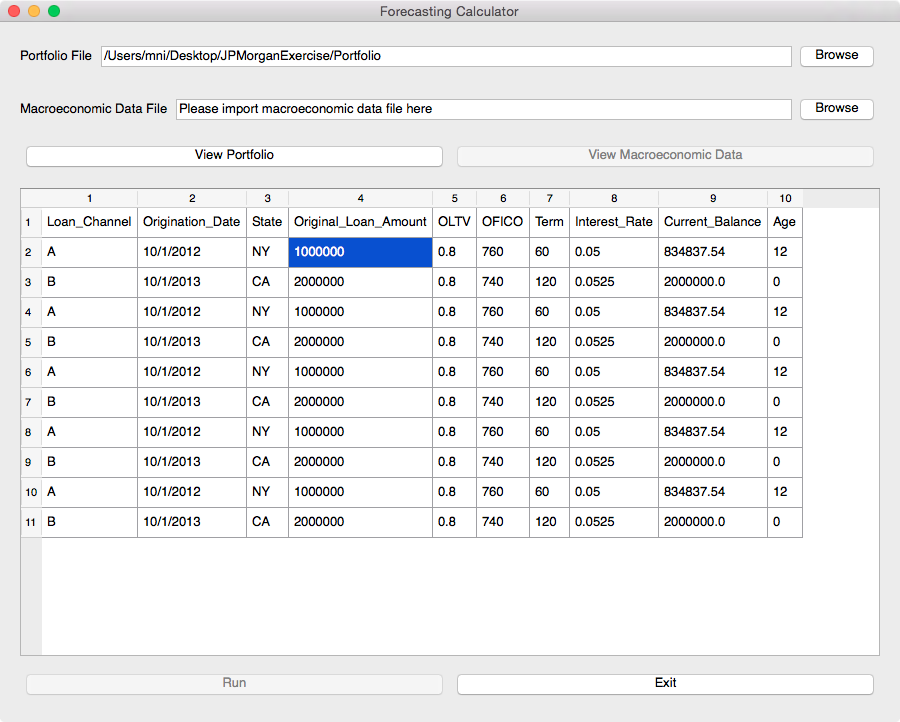 Forecasting Calculator
Portfolio File /Users/mni/Desktop/JPMorganExercise/Portfolio Browse
Macroeconomic Data File Please import macroeconomic data file here Browse
View Portfolio View Macroeconomic Data
1 2 3 4 5 6 7 8 9 10
1 Loan_Channel Origination_Date State Original_Loan_Amount OLTV OFICO Term Interest_Rate Current_Balance Age
2 A 10/1/2012 NY 1000000 0.8 760 60 0.05 834837.54 12
3 B 10/1/2013 CA 2000000 0.8 740 120 0.0525 2000000.0 0
4 A 10/1/2012 NY 1000000 0.8 760 60 0.05 834837.54 12
5 B 10/1/2013 CA 2000000 0.8 740 120 0.0525 2000000.0 0
6 A 10/1/2012 NY 1000000 0.8 760 60 0.05 834837.54 12
7 B 10/1/2013 CA 2000000 0.8 740 120 0.0525 2000000.0 0
8 A 10/1/2012 NY 1000000 0.8 760 60 0.05 834837.54 12
9 B 10/1/2013 CA 2000000 0.8 740 120 0.0525 2000000.0 0
10 A 10/1/2012 NY 1000000 0.8 760 60 0.05 834837.54 12
11 B 10/1/2013 CA 2000000 0.8 740 120 0.0525 2000000.0 0
Run Exit